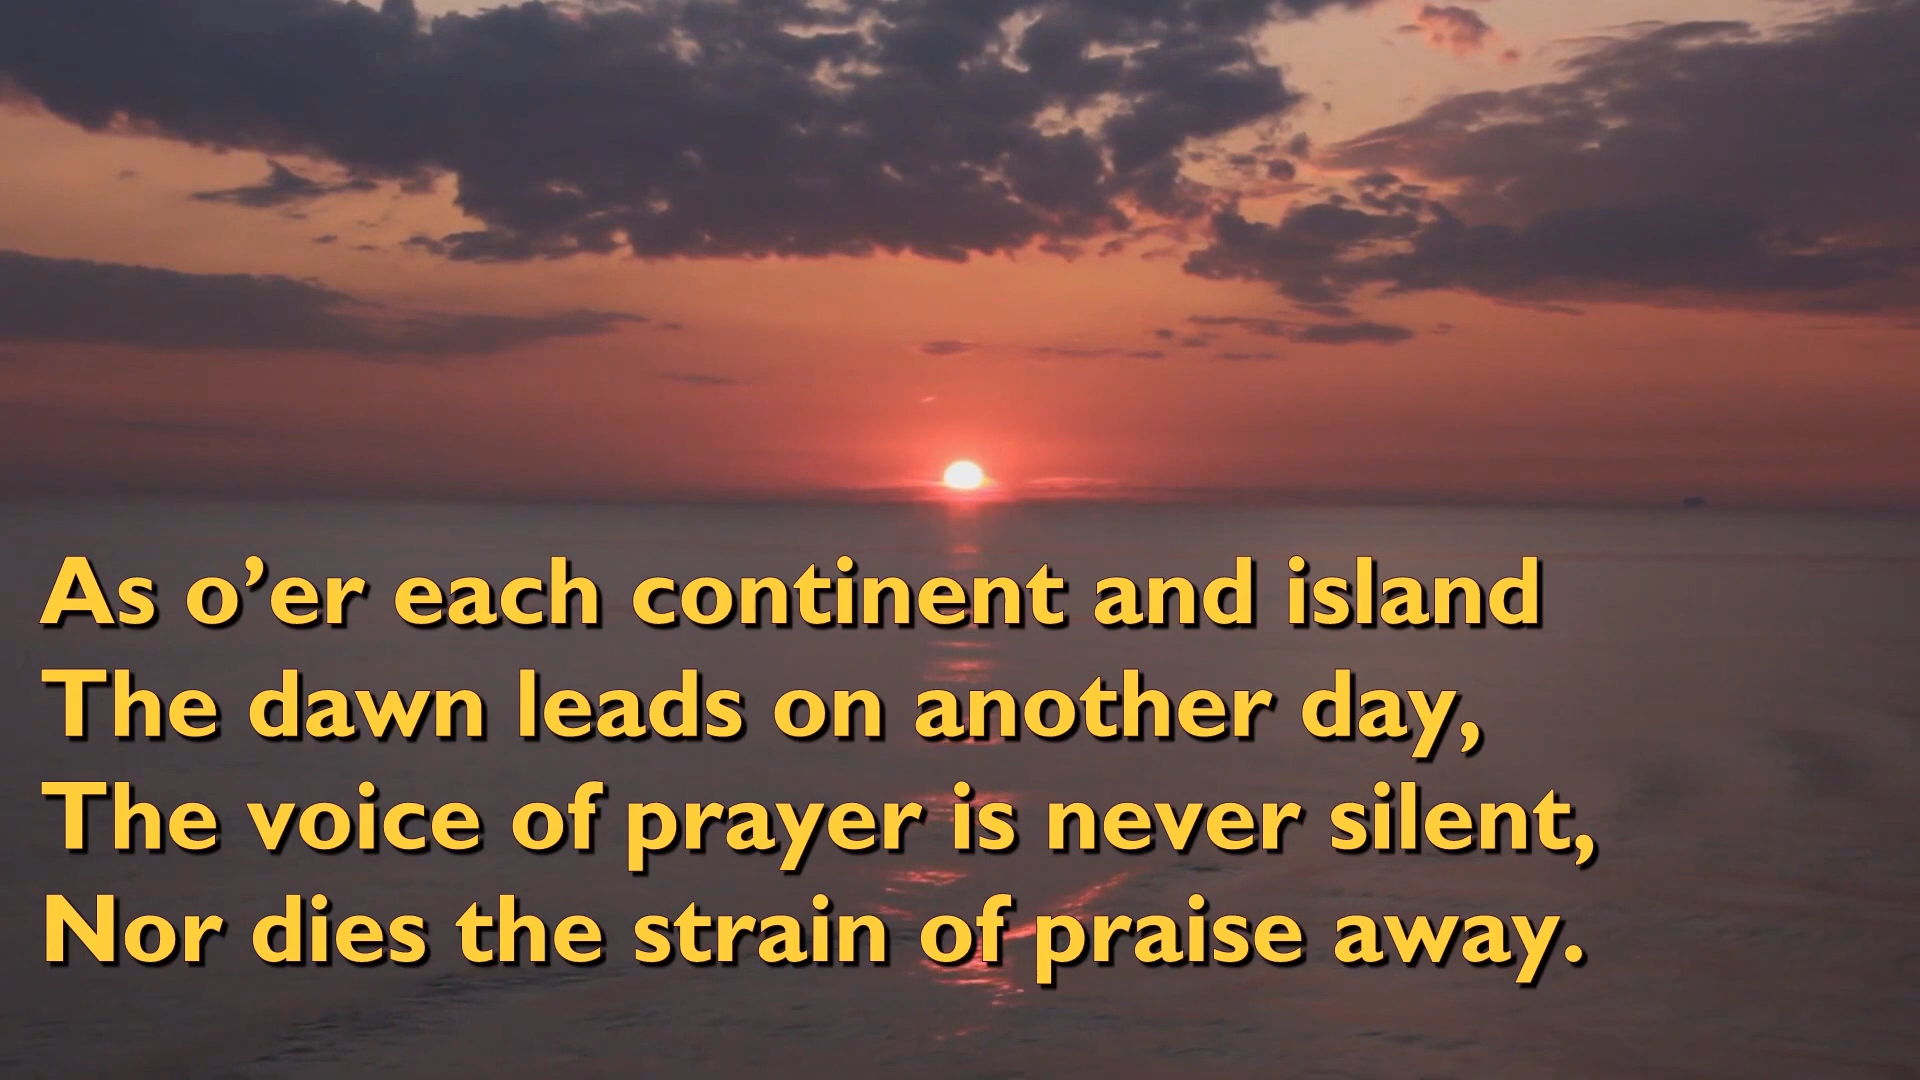 As o’er each continent and island
The dawn leads on another day,
The voice of prayer is never silent,
Nor dies the strain of praise away.